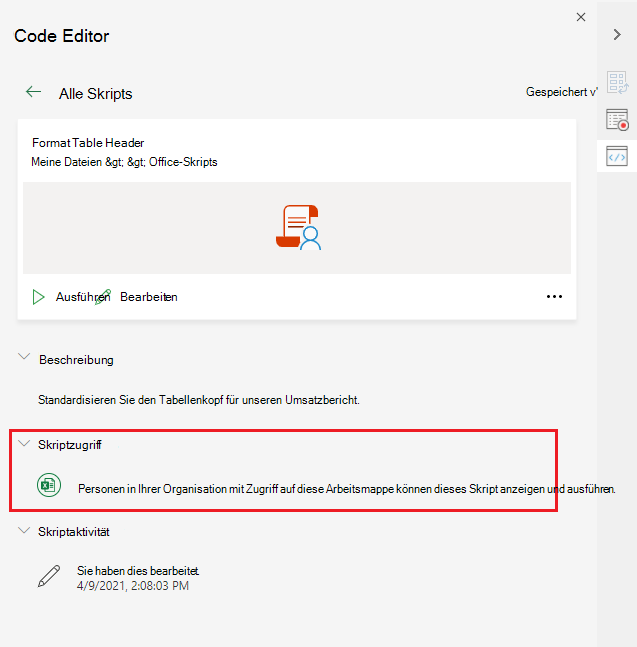 Code Editor
Alle Skripts
Gespeichert v
Format Table Header
Meine Dateien &gt; &gt; Office-Skripts
Ausführen
Bearbeiten
Beschreibung
Standardisieren Sie den Tabellenkopf für unseren Umsatzbericht.
Skriptzugriff
Personen in Ihrer Organisation mit Zugriff auf diese Arbeitsmappe können dieses Skript anzeigen und ausführen.
Skriptaktivität
Sie haben dies bearbeitet.
4/9/2021, 2:08:03 PM